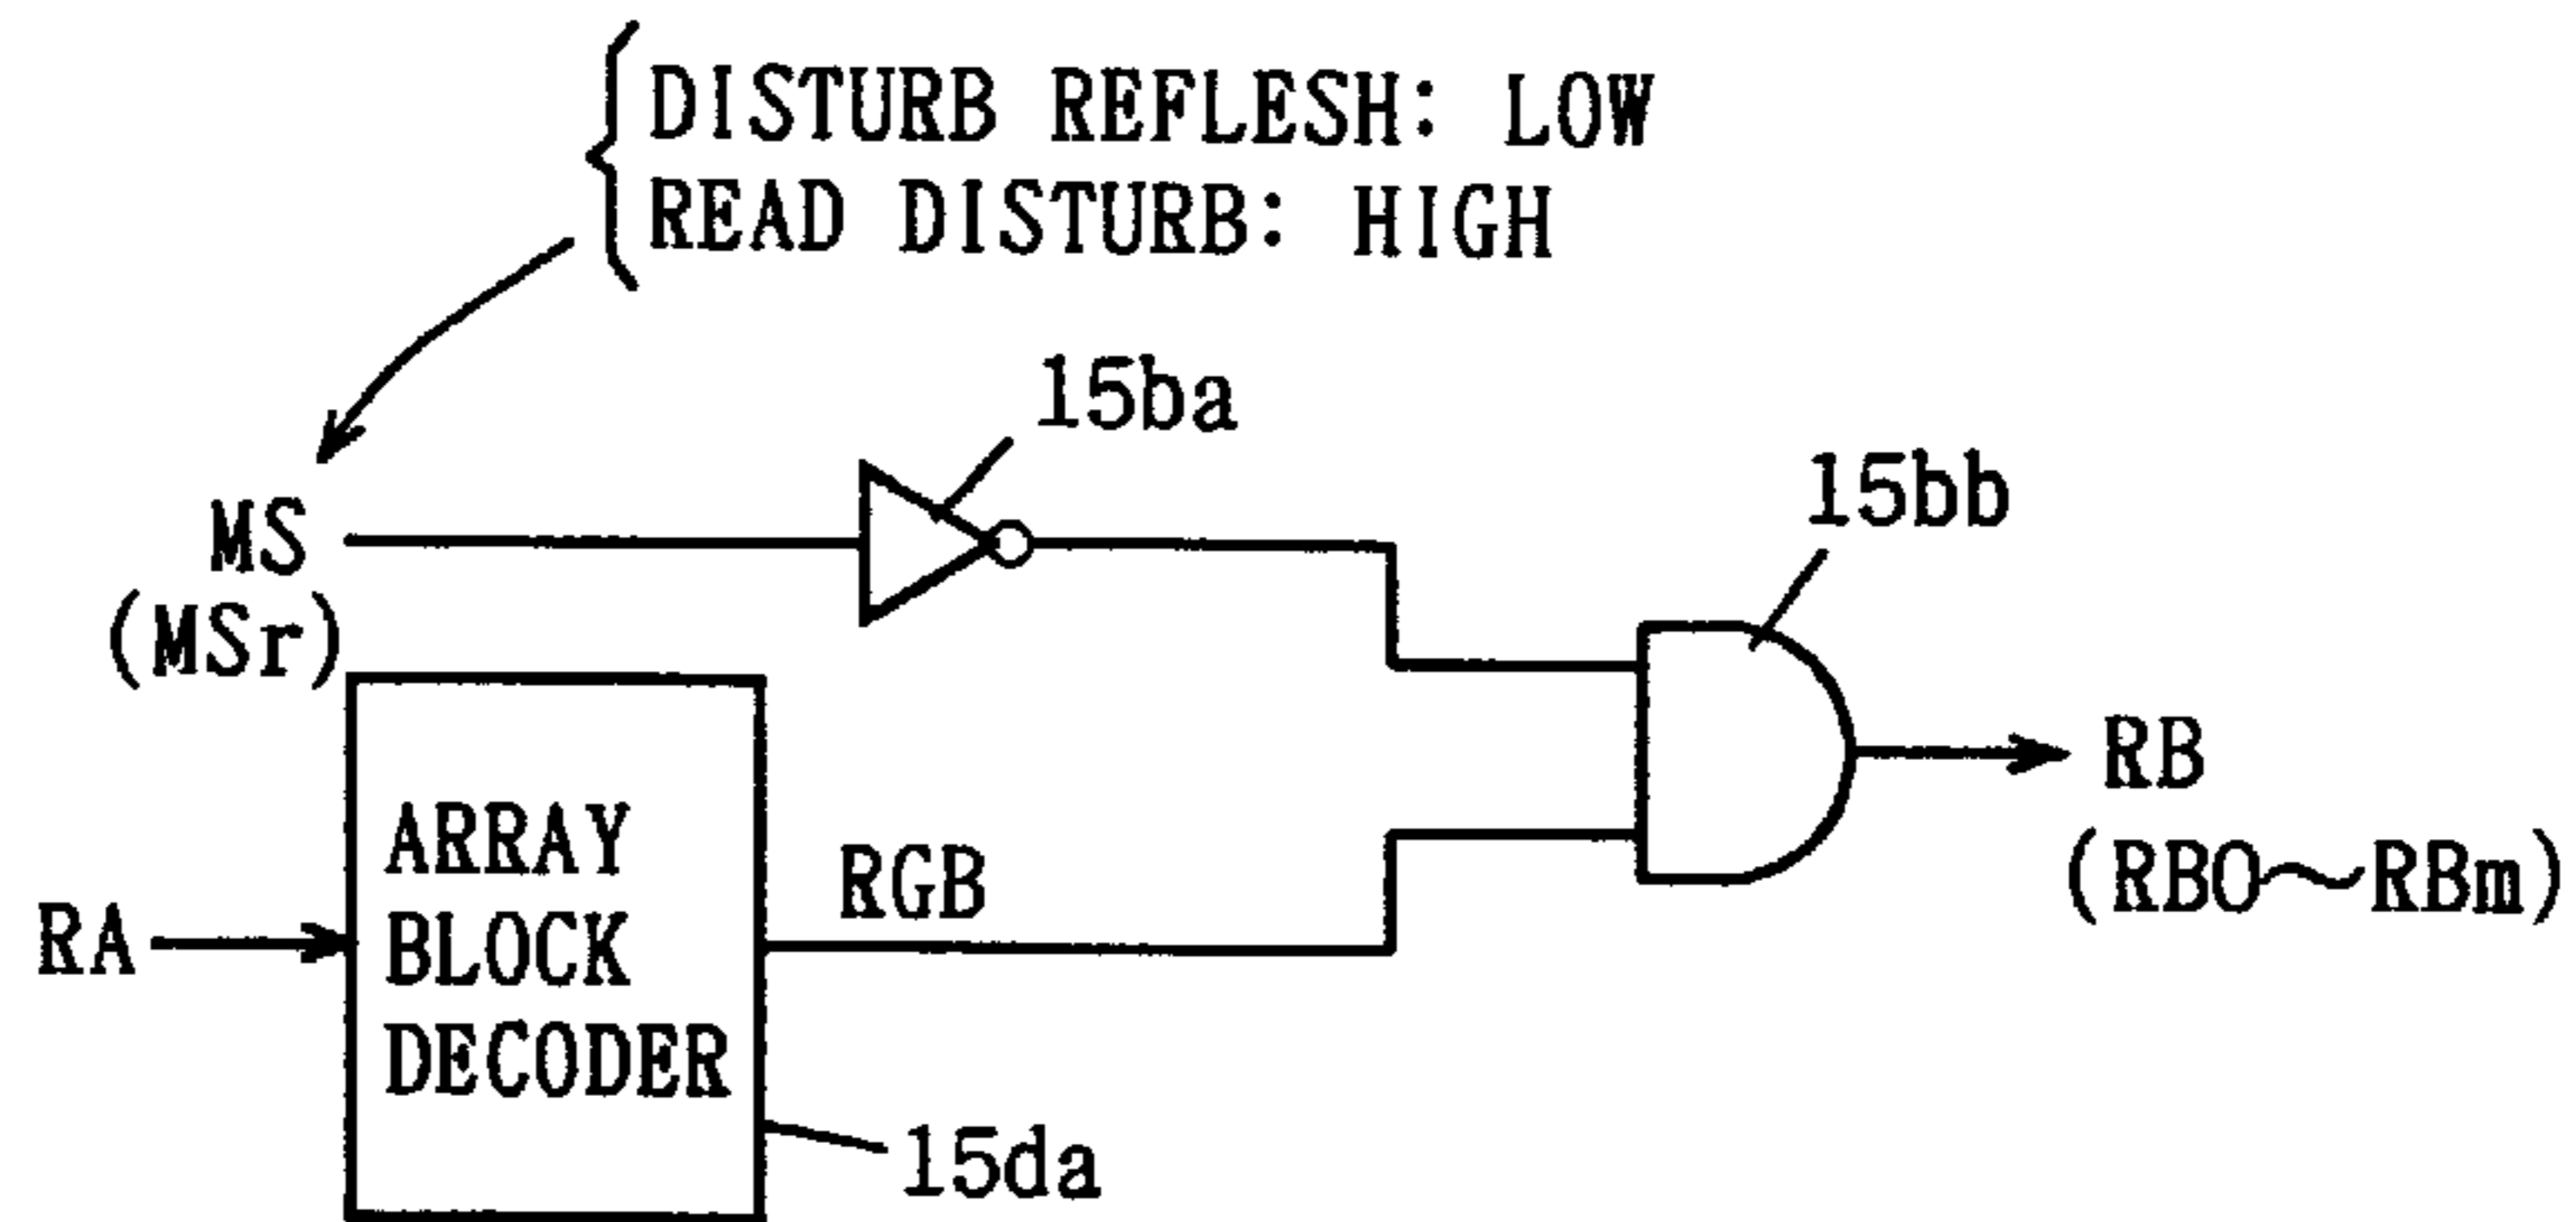 DISTURB REFLESH: LOW
READ DISTURB: HIGH
15ba
15bb
MS
(MSr)
ARRAY
BLOCK
DECODER
RA
RGB
RB
(RB0~RBm)
15da